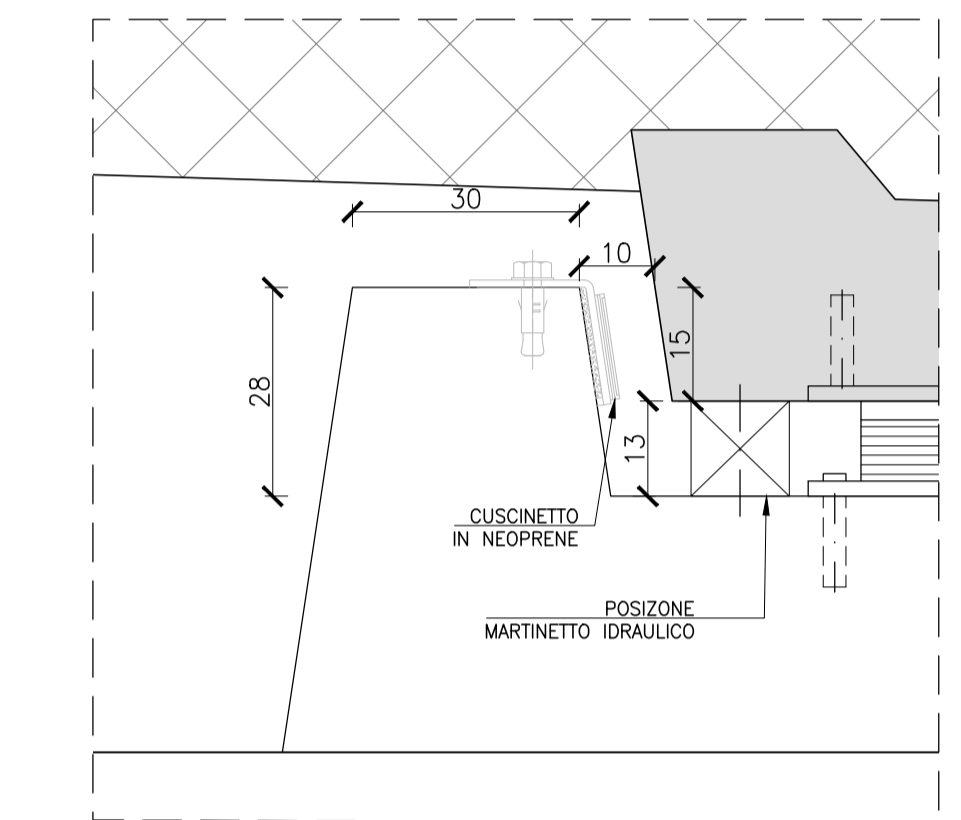 30
10
15
28
13
CUSCINETTO
IN NEOPRENE
POSIZONE
MARTINETTO IDRAULICO